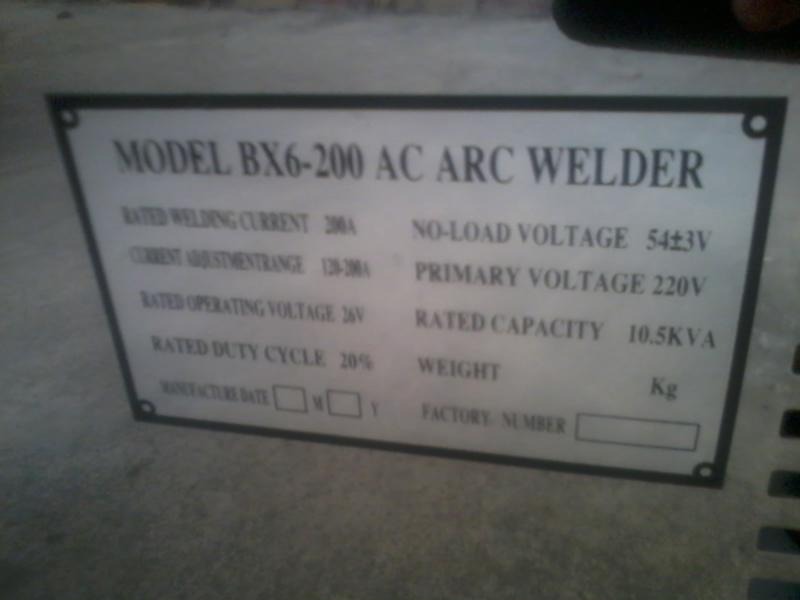 MODEL BX6-200 AC ARC WELDER
RATED WELDING CURRENT 200A
CURRENT ADJUSTMENTRANGE 120-200A
RATED OPERATING VOLTAGE 26V
RATED DUTY CYCLE 20%
MANUFACTURE DATE M Y
NO-LOAD VOLTAGE 54±3V
PRIMARY VOLTAGE 220V
RATED CAPACITY 10.5KVA
WEIGHT Kg
FACTORY NUMBER